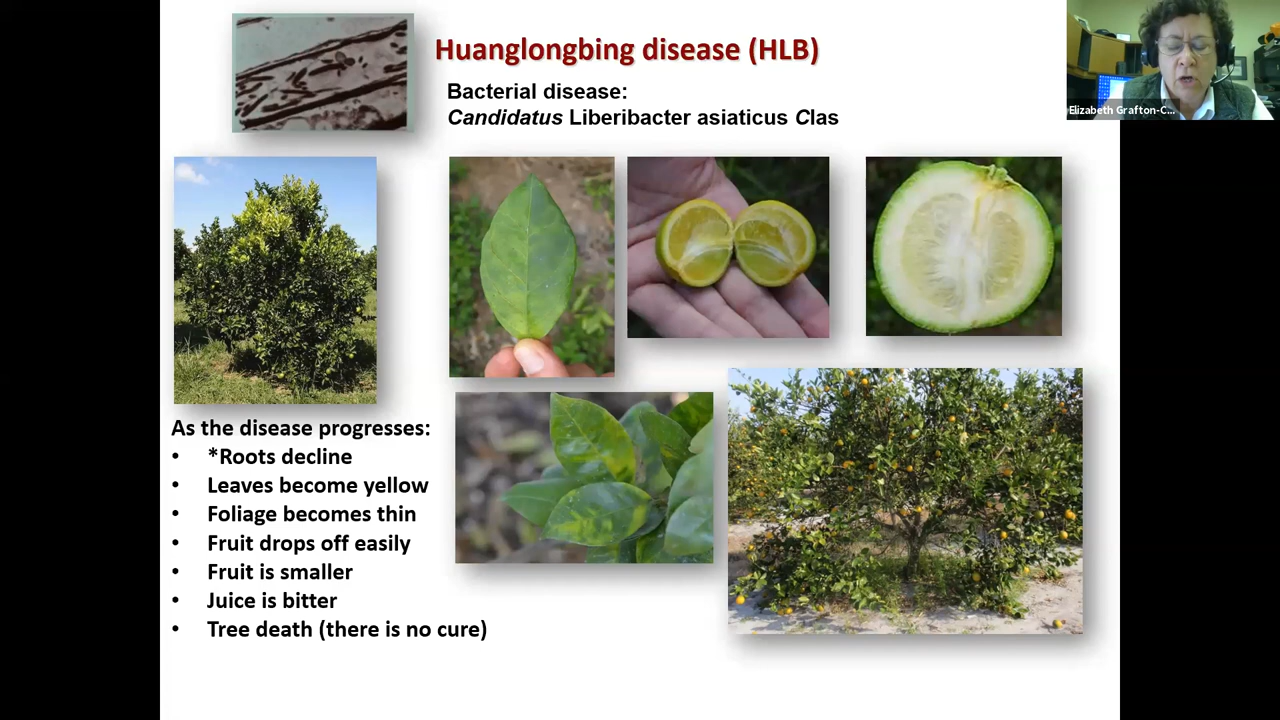 Huanglongbing disease (HLB)
Bacterial disease:
Candidatus Liberibacter asiaticus Clas
Elizabeth Grafton-C...
As the disease progresses:
• *Roots decline
• Leaves become yellow
• Foliage becomes thin
• Fruit drops off easily
• Fruit is smaller
• Juice is bitter
• Tree death (there is no cure)